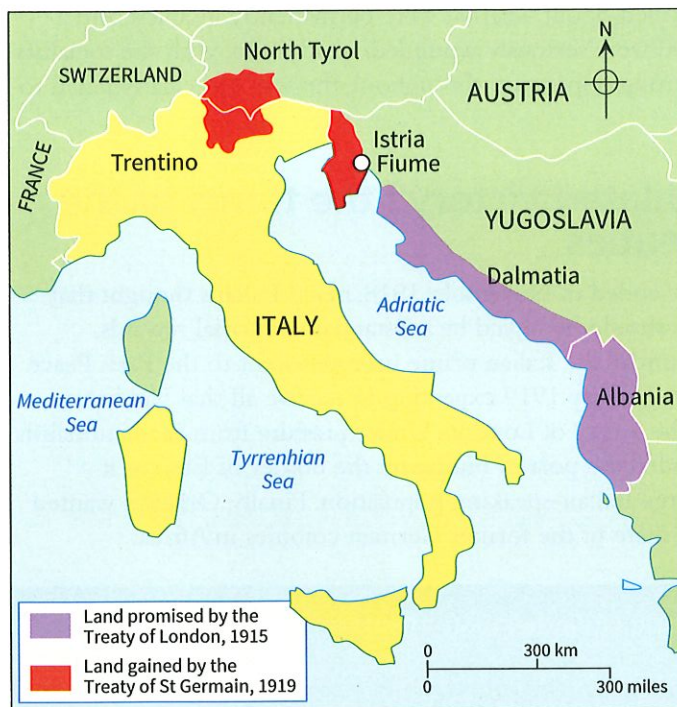 North Tyrol
N
SWTZERLAND
AUSTRIA
Istria
Fiume
Trentino
FRANCE
YUGOSLAVIA
Dalmatia
Adriatic
Sea
ITALY
Albania
Mediterranean
Sea
Tyrrenhian
Sea
Land promised by the
Treaty of London, 1915
Land gained by the
Treaty of St Germain, 1919
0 300 km
0 300 miles